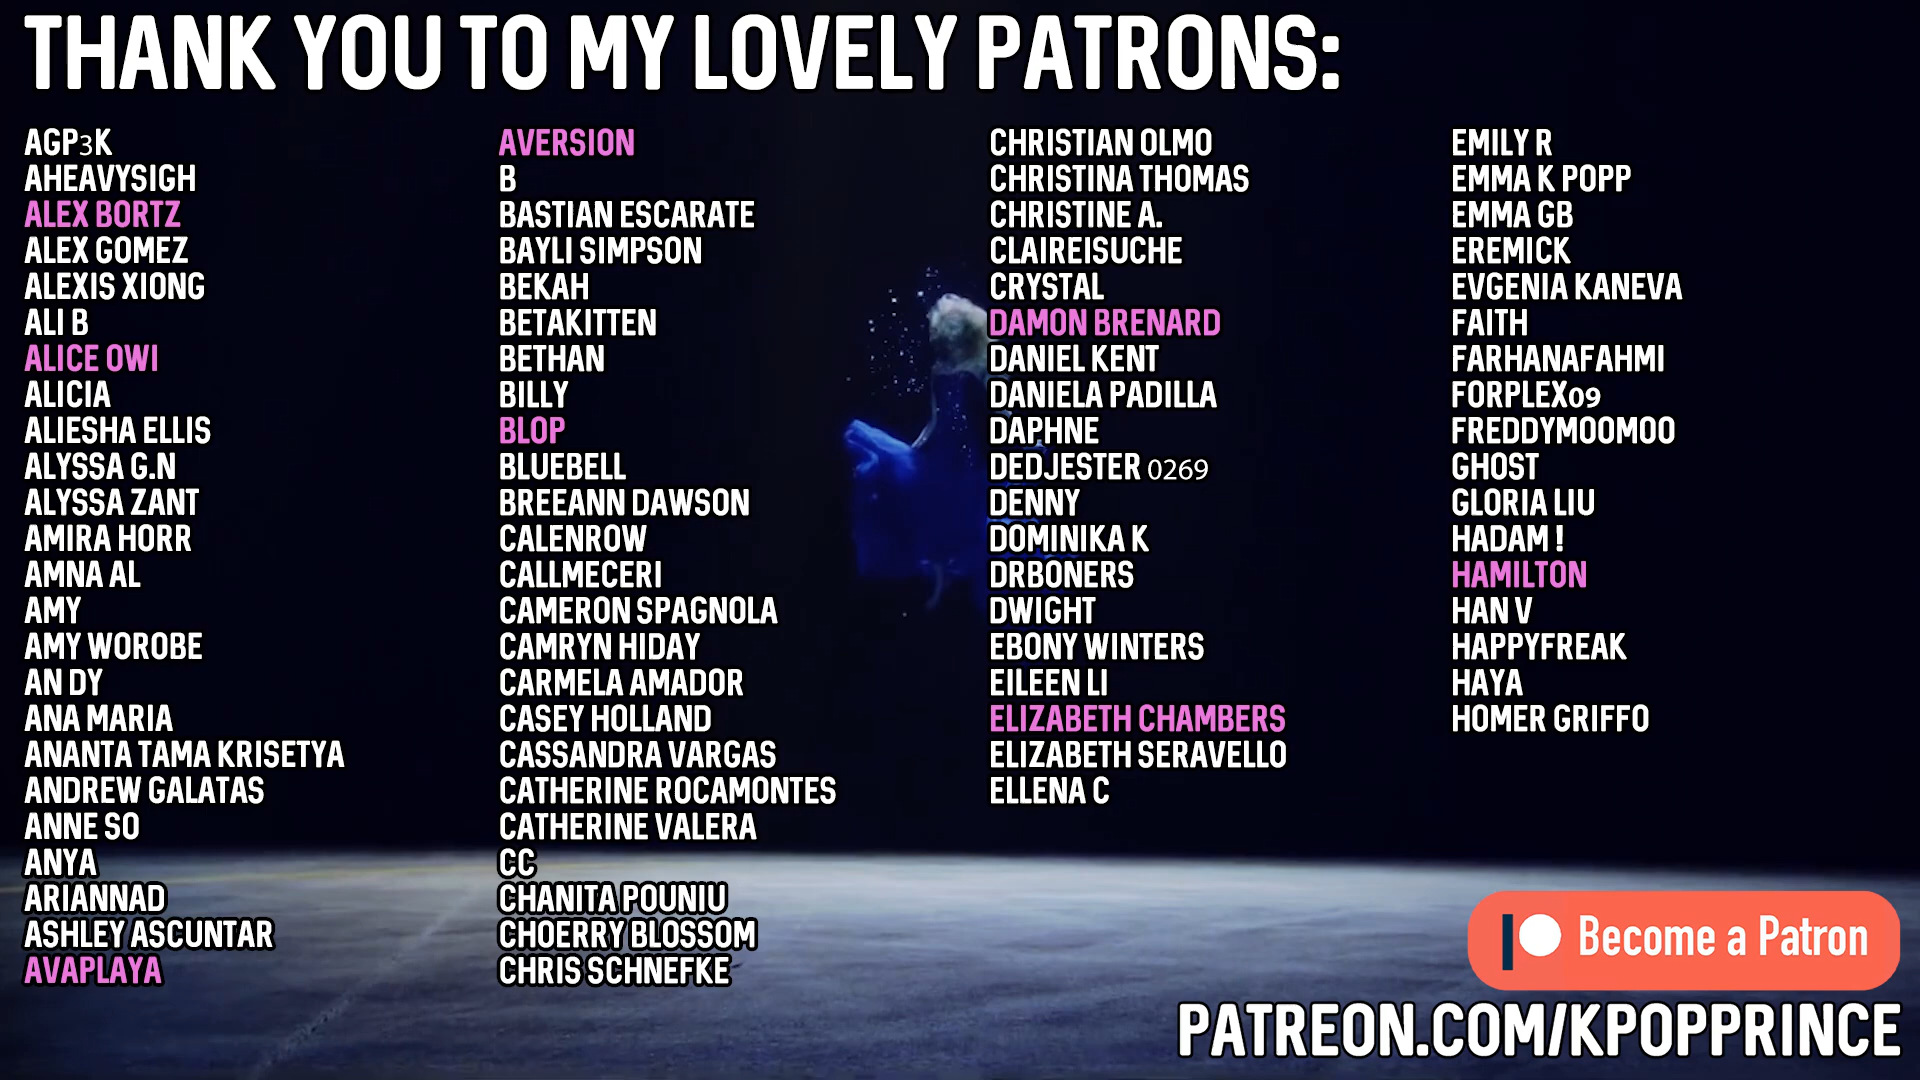 THANK YOU TO MY LOVELY PATRONS:
AGP3K
AHEAVYSIGH
ALEX BORTZ
ALEX GOMEZ
ALEXIS XIONG
ALI B
ALICE OWI
ALICIA
ALIESHA ELLIS
ALYSSA G.N
ALYSSA ZANT
AMIRA HORR
AMNA AL
AMY
AMY WOROBE
AN DY
ANA MARIA
ANANTA TAMA KRISETYA
ANDREW GALATAS
ANNE SO
ANYA
ARIANNAD
ASHLEY ASCUNTAR
AVAPLAYA
AVERSION
B
BASTIAN ESCARATE
BAYLI SIMPSON
BEKAH
BETAKITTEN
BETHAN
BILLY
BLOP
BLUEBELL
BREEANN DAWSON
CALENROW
CALLMECERI
CAMERON SPAGNOLA
CAMRYN HIDAY
CARMELA AMADOR
CASEY HOLLAND
CASSANDRA VARGAS
CATHERINE ROCAMONTES
CATHERINE VALERA
CC
CHANITA POUNIU
CHOERRY BLOSSOM
CHRIS SCHNEFKE
CHRISTIAN OLMO
CHRISTINA THOMAS
CHRISTINE A.
CLAIREISUCHE
CRYSTAL
DAMON BRENARD
DANIEL KENT
DANIELA PADILLA
DAPHNE
DEDJESTER 0269
DENNY
DOMINIKA K
DRBONERS
DWIGHT
EBONY WINTERS
EILEEN LI
ELIZABETH CHAMBERS
ELIZABETH SERAVELLO
ELLENA C
EMILY R
EMMA K POPP
EMMA GB
EREMICK
EVGENIA KANEVA
FAITH
FARHANAFAHMI
FORPLEX09
FREDDYMOOMOO
GHOST
GLORIA LIU
HADAM !
HAMILTON
HAN V
HAPPYFREAK
HAYA
HOMER GRIFFO
Become a Patron
PATREON.COM/KPOPPRINCE